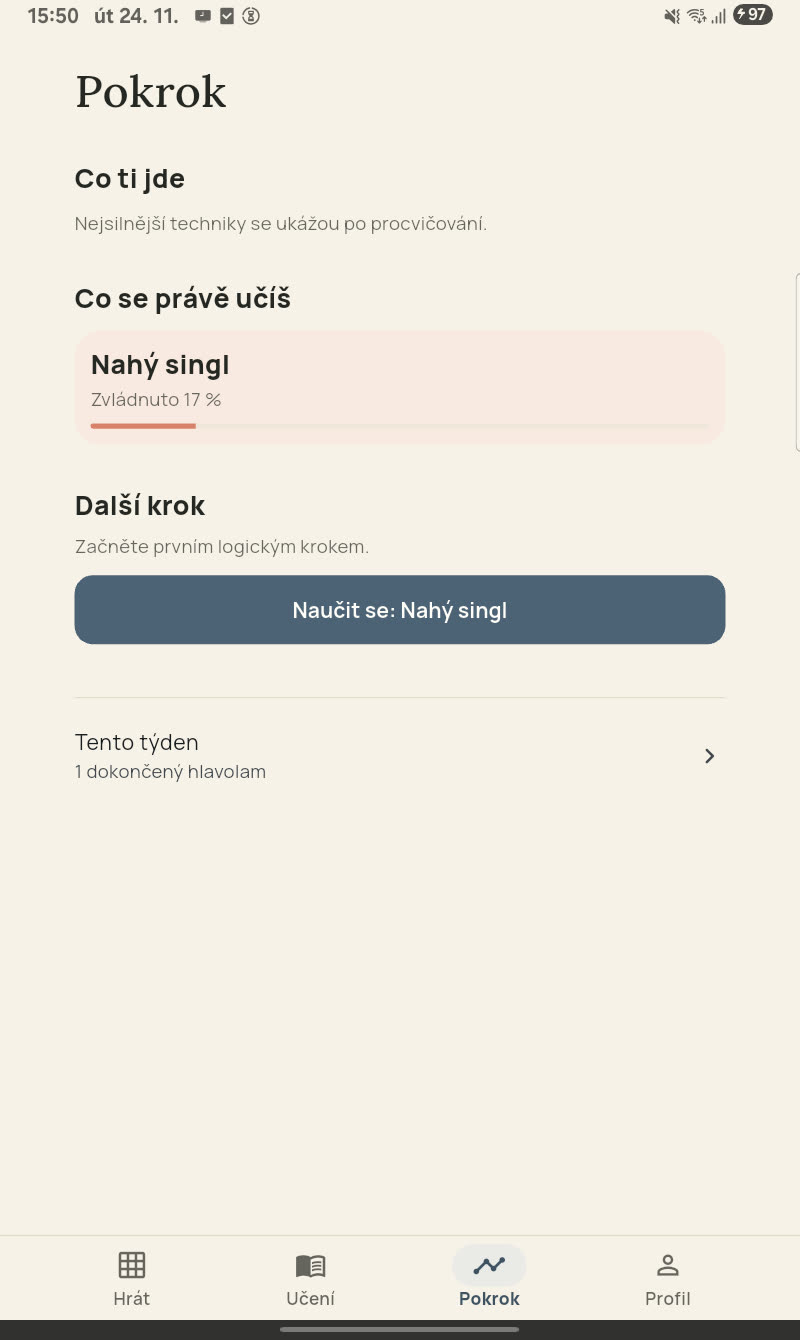 15:50 út 24. 11.
97
Pokrok
Co ti jde
Nejsilnější techniky se ukážou po procvičování.
Co se právě učíš
Nahý singl
Zvládnuto 17 %
Další krok
Začněte prvním logickým krokem.
Naučit se: Nahý singl
Tento týden
1 dokončený hlavolam
Hrát
Učení
Pokrok
Profil